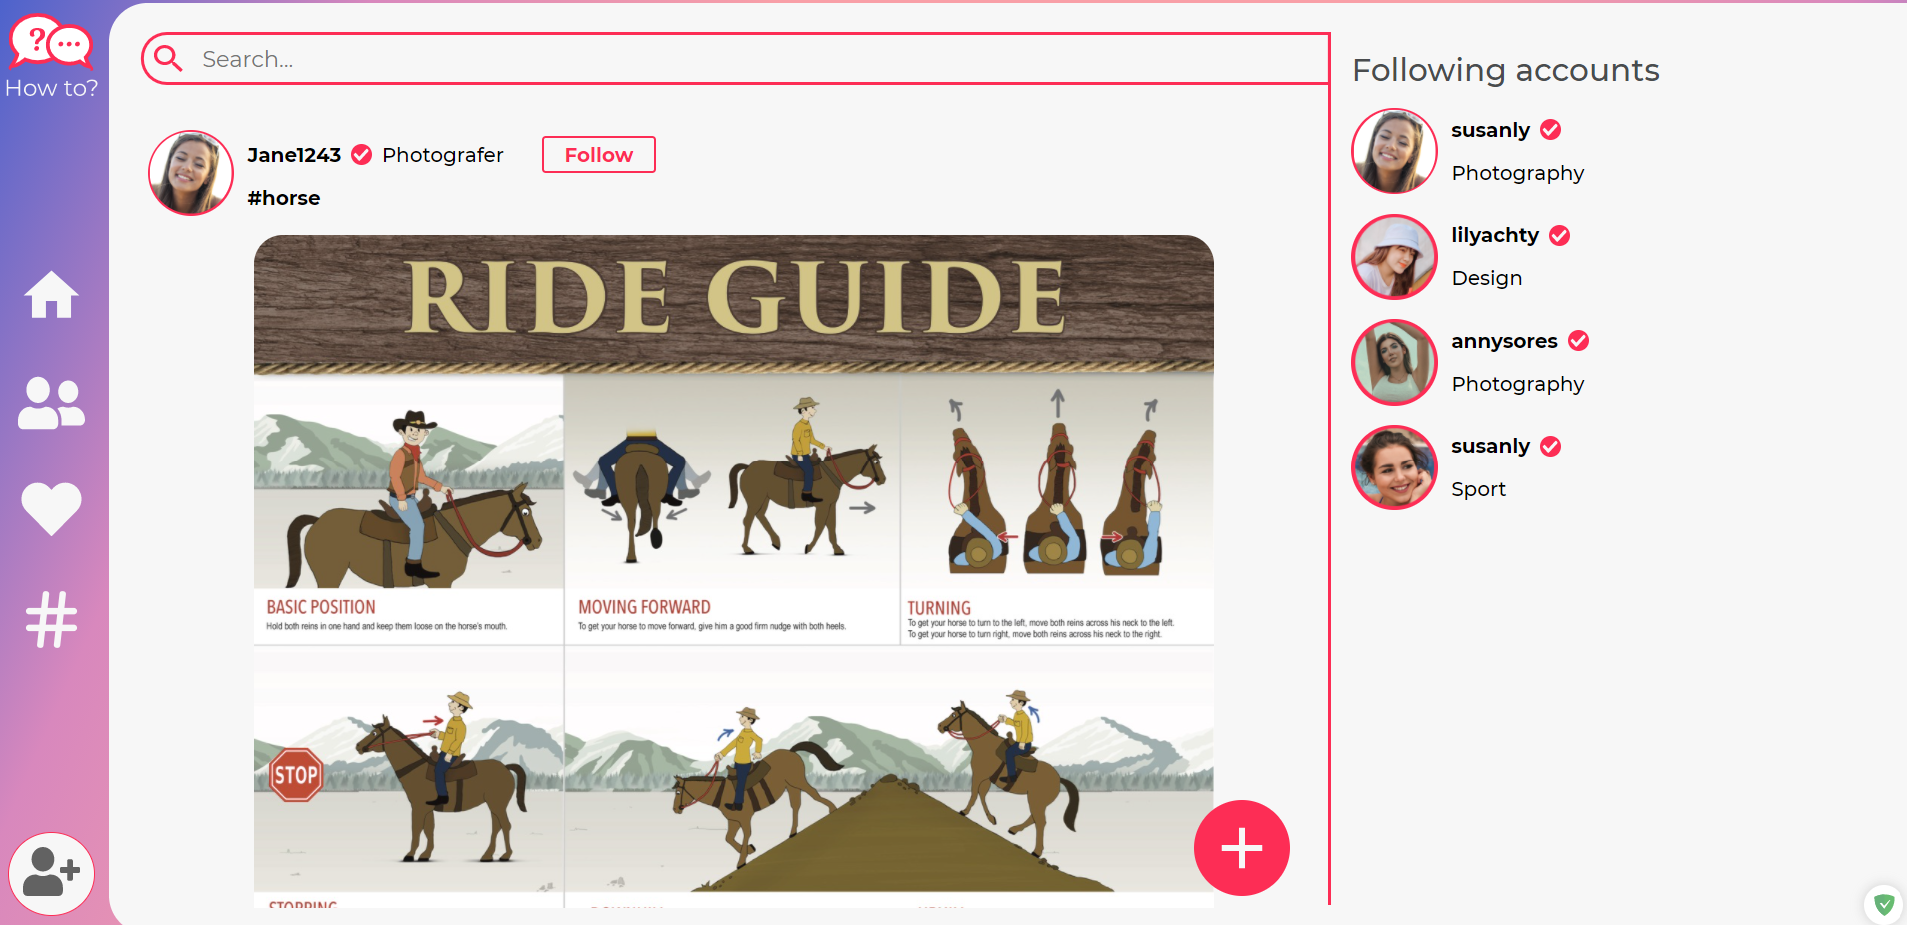 How to?
Search...
Jane1243 Photografer Follow
#horse
RIDE GUIDE
BASIC POSITION
Hold both reins in one hand and keep them loose on the horse's mouth.
MOVING FORWARD
To get your horse to move forward, give him a good firm nudge with both heels.
TURNING
To get your horse to turn to the left, move both reins across his neck to the left.
To get your horse to turn right, move both reins across his neck to the right.
STOP
STOPPING
Following accounts
susanly
Photography
lilyachty
Design
annysores
Photography
susanly
Sport